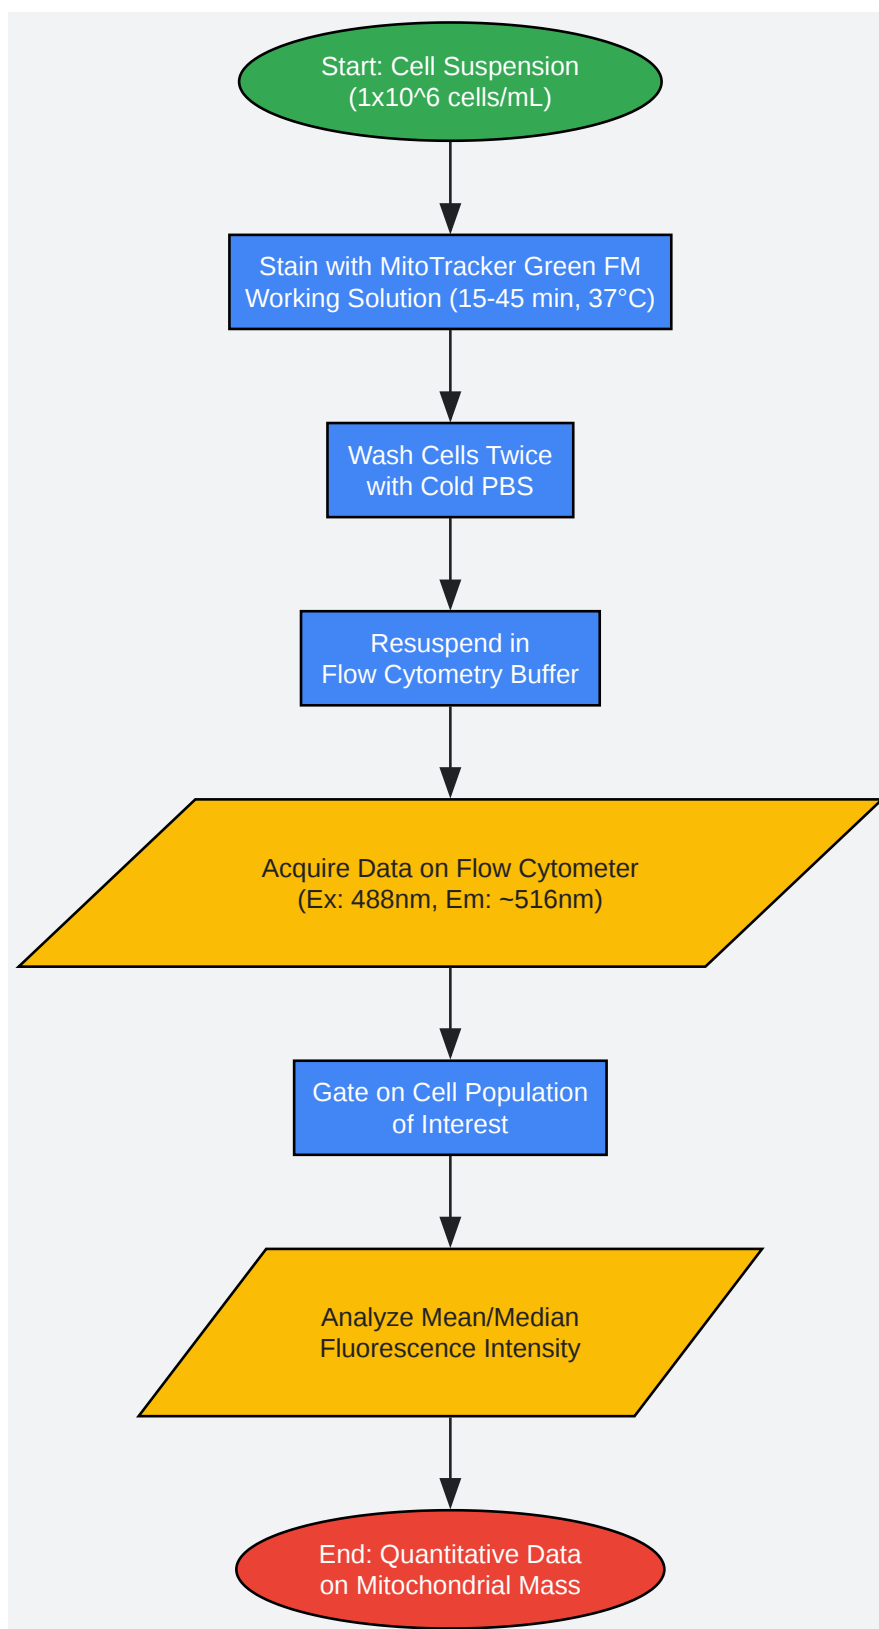 Start: Cell Suspension
(1x10^6 cells/mL)
Stain with MitoTracker Green FM
Working Solution (15-45 min, 37°C)
Wash Cells Twice
with Cold PBS
Resuspend in
Flow Cytometry Buffer
Acquire Data on Flow Cytometer
(Ex: 488nm, Em: ~516nm)
Gate on Cell Population
of Interest
Analyze Mean/Median
Fluorescence Intensity
End: Quantitative Data
on Mitochondrial Mass